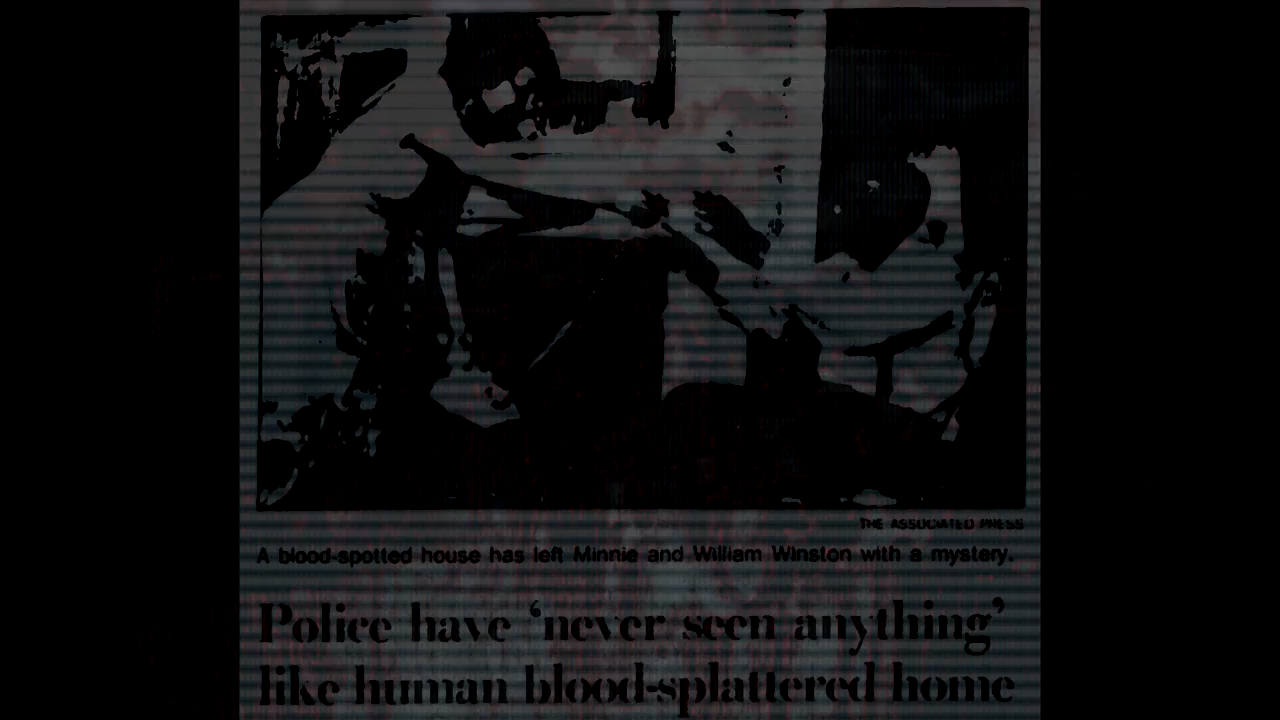 THE ASSOCIATED PRESS
A blood-spotted house has left Minnie and William Winston with a mystery.
Police have ‘never seen anything’
like human blood-splattered home